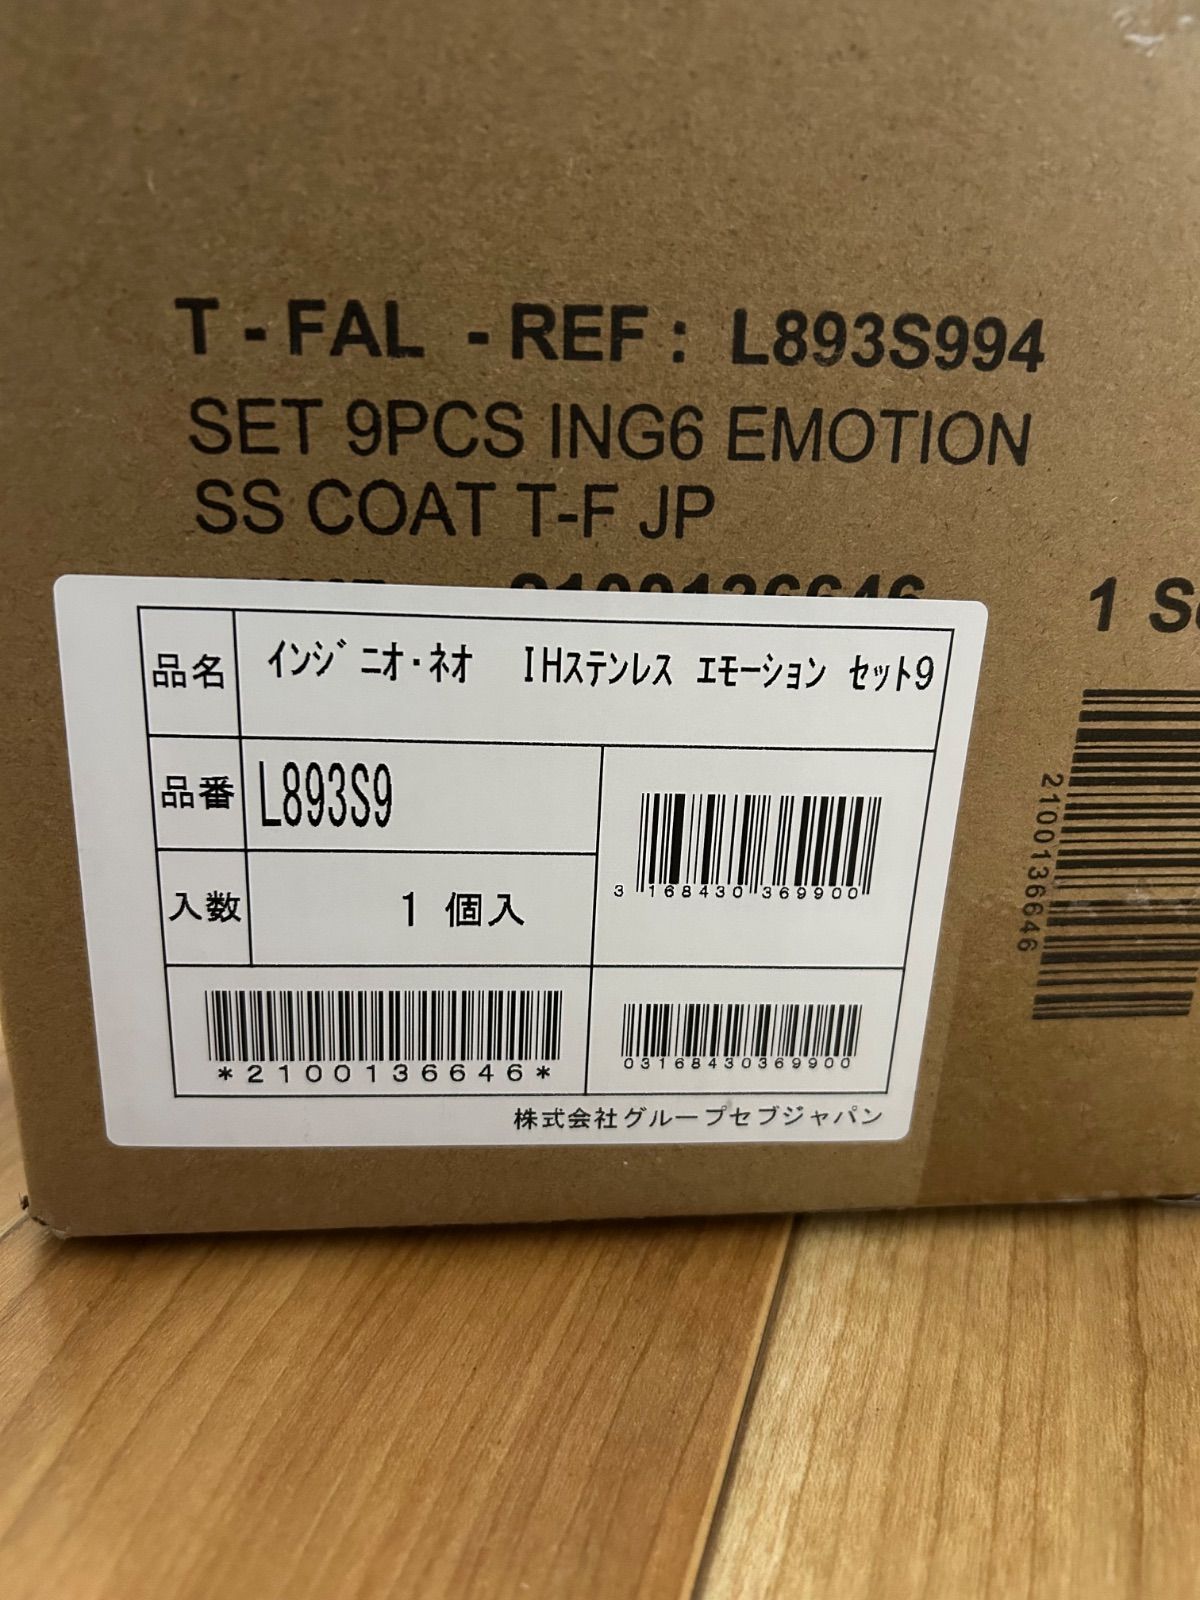 T - FAL - REF : L893S994
SET 9PCS ING6 EMOTION
SS COAT T-F JP
2100136646
1
品名 インジニオ・ネオ IHステンレス エモーション セット9
品番 L893S9
3 168430 369900
入数 1 個入
*2100136646*
03168430369900
株式会社グループセブジャパン
2100136646